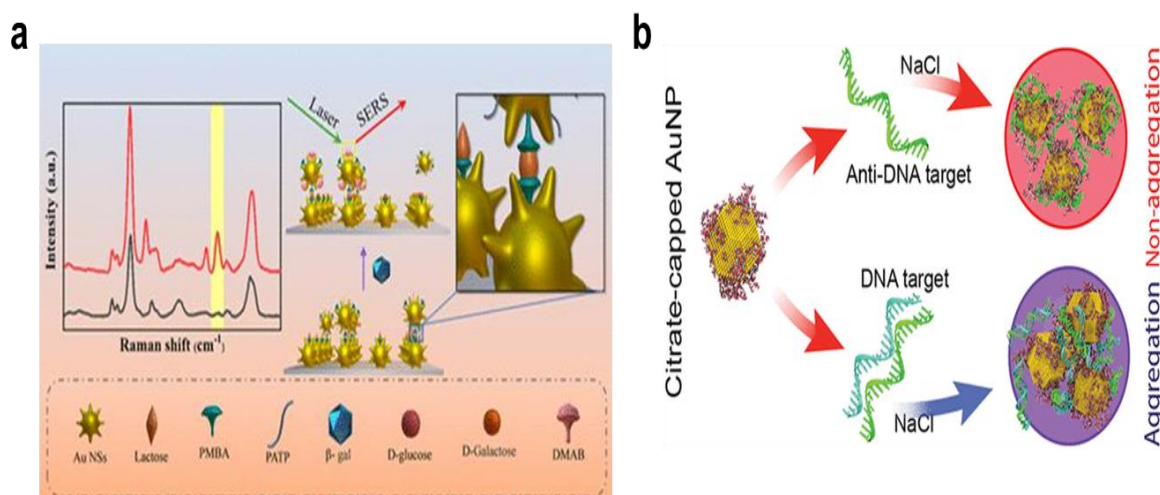 a
Intensity (a.u.)
Raman shift (cm⁻¹)
Laser
SERS
Au NSs
Lactose
PMBA
PATP
β- gal
D-glucose
D-Galactose
DMAB
b
Citrate-capped AuNP
NaCl
Anti-DNA target
DNA target
NaCl
Non-aggregation
Aggregation